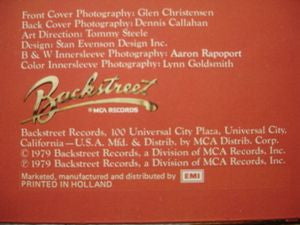 Front Cover Photography: Glen Christensen
Back Cover Photography: Dennis Callahan
Art Direction: Tommy Steele
Design: Stan Evenson Design Inc.
B & W Innersleeve Photography: Aaron Rapoport
Color Innersleeve Photography: Lynn Goldsmith
Backstreet
MCA RECORDS
Backstreet Records, 100 Universal City Plaza, Universal City,
California—U.S.A. Mfd. & Distrib. by MCA Distrib. Corp.
© 1979 Backstreet Records, a Division of MCA Records, Inc.
℗ 1979 Backstreet Records, a Division of MCA Records, Inc.
Marketed, manufactured and distributed by EMI
PRINTED IN HOLLAND